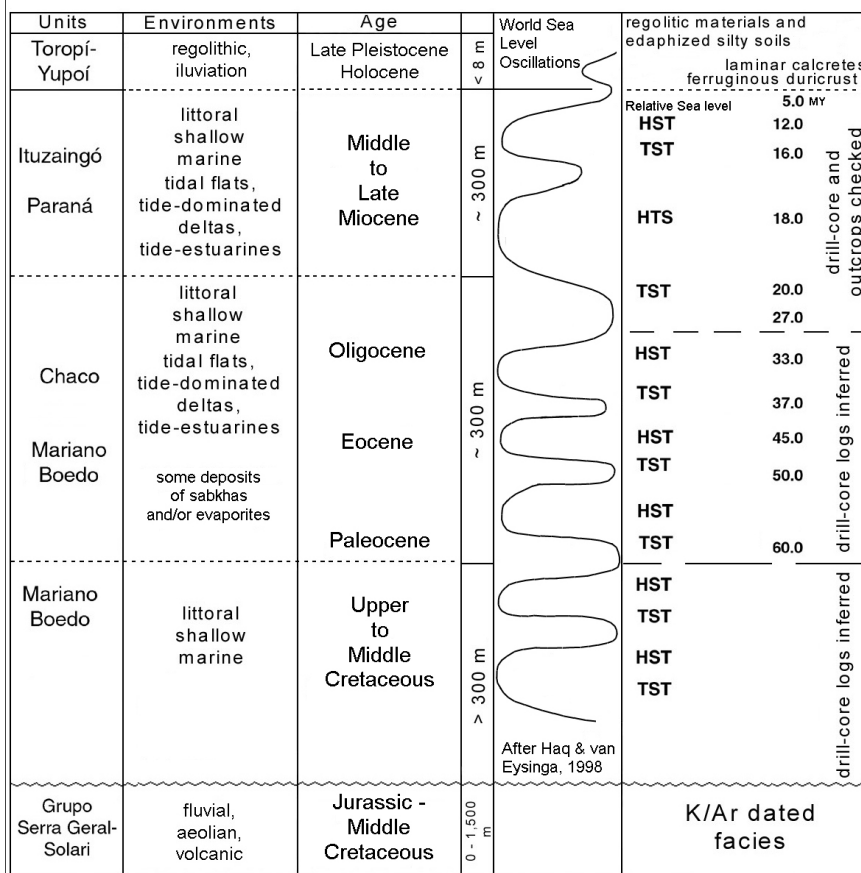 Units
Environments
Age
World Sea
Level
Oscillations
regolitic materials and
edaphized silty soils
laminar calcretes
ferruginous duricrust
Toropí-
Yupoí
regolithic,
iluviation
Late Pleistocene
Holocene
< 8 m
Relative Sea level
5.0 MY
Ituzaingó
Paraná
littoral
shallow
marine
tidal flats,
tide-dominated
deltas,
tide-estuarines
Middle
to
Late
Miocene
~ 300 m
HST 12.0
TST 16.0
HTS 18.0
TST 20.0
27.0
drill-core and
outcrops checked
Chaco
Mariano
Boedo
littoral
shallow
marine
tidal flats,
tide-dominated
deltas,
tide-estuarines
some deposits
of sabkhas
and/or evaporites
Oligocene
Eocene
Paleocene
~ 300 m
HST 33.0
TST 37.0
HST 45.0
TST 50.0
HST
TST 60.0
drill-core logs inferred
Mariano
Boedo
littoral
shallow
marine
Upper
to
Middle
Cretaceous
> 300 m
HST
TST
HST
TST
drill-core logs inferred
After Haq & van
Eysinga, 1998
Grupo
Serra Geral-
Solari
fluvial,
aeolian,
volcanic
Jurassic -
Middle
Cretaceous
0 - 1,500
m
K/Ar dated
facies